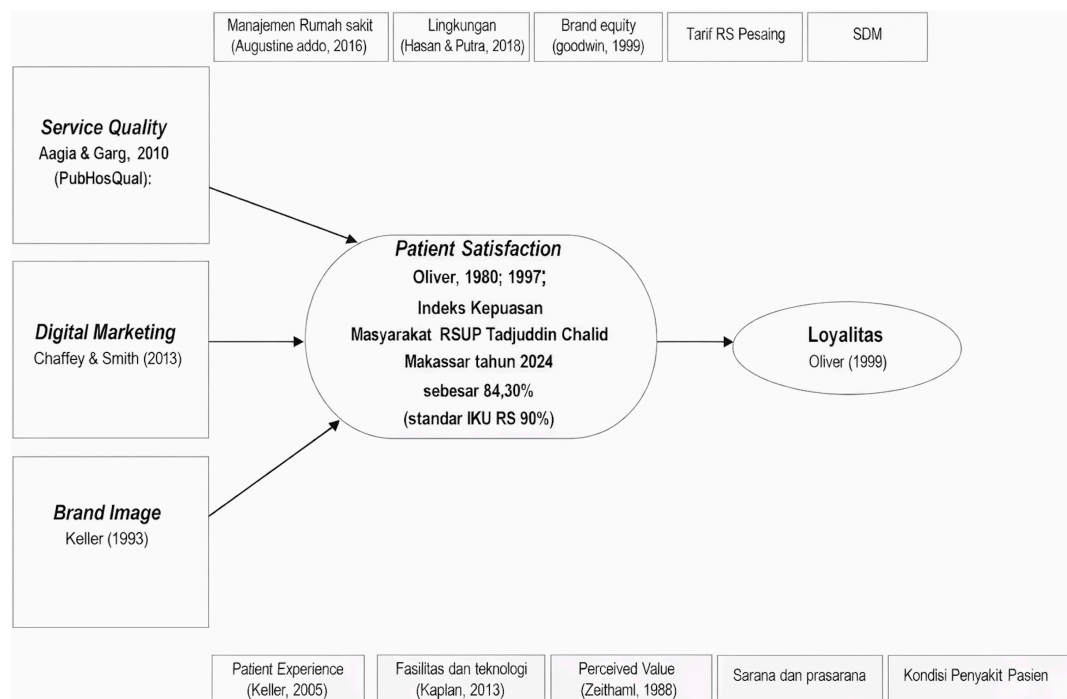 Manajemen Rumah sakit
(Augustine addo, 2016)
Lingkungan
(Hasan & Putra, 2018)
Brand equity
(goodwin, 1999)
Tarif RS Pesaing
SDM
Service Quality
Aagia & Garg, 2010
(PubHosQual):
Digital Marketing
Chaffey & Smith (2013)
Brand Image
Keller (1993)
Patient Satisfaction
Oliver, 1980; 1997;
Indeks Kepuasan
Masyarakat RSUP Tadjuddin Chalid
Makassar tahun 2024
sebesar 84,30%
(standar IKU RS 90%)
Loyalitas
Oliver (1999)
Patient Experience
(Keller, 2005)
Fasilitas dan teknologi
(Kaplan, 2013)
Perceived Value
(Zeithaml, 1988)
Sarana dan prasarana
Kondisi Penyakit Pasien